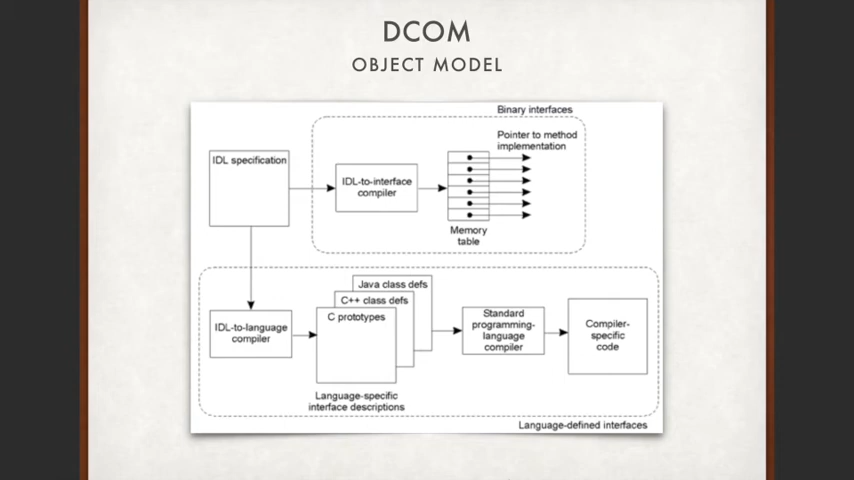 DCOM
OBJECT MODEL
Binary interfaces
Pointer to method
implementation
IDL specification
IDL-to-interface
compiler
Memory
table
Java class defs
C++ class defs
C prototypes
IDL-to-language
compiler
Standard
programming-
language
compiler
Compiler-
specific
code
Language-specific
interface descriptions
Language-defined interfaces